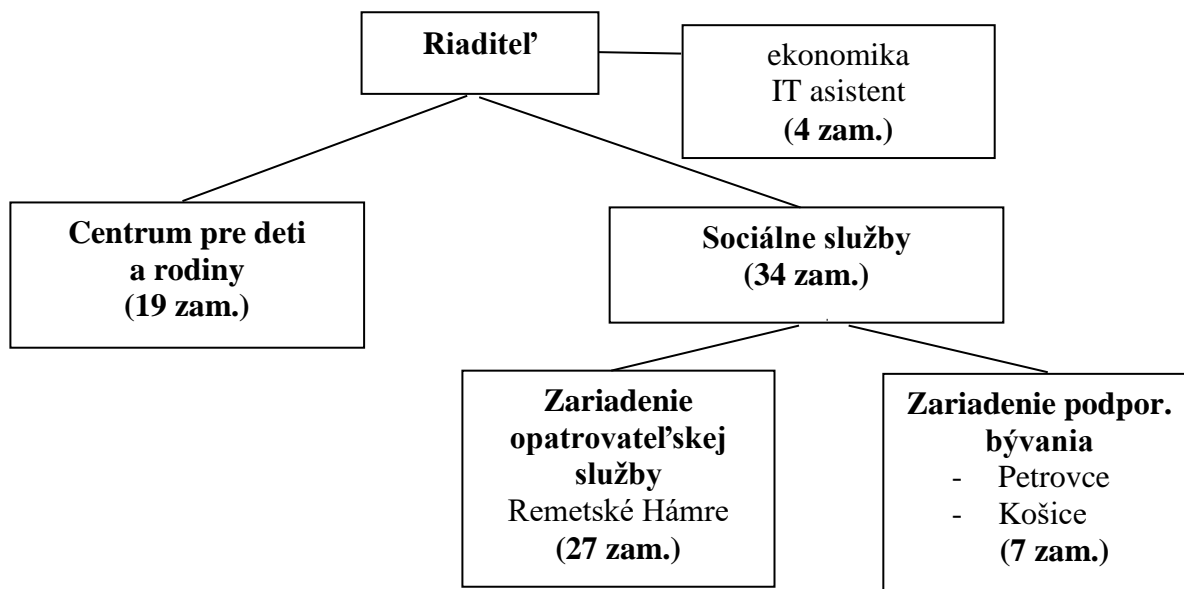 Riaditeľ
ekonomika
IT asistent
(4 zam.)
Centrum pre deti
a rodiny
(19 zam.)
Sociálne služby
(34 zam.)
Zariadenie
opatrovateľskej
služby
Remetské Hámre
(27 zam.)
Zariadenie podpor.
bývania
- Petrovce
- Košice
(7 zam.)